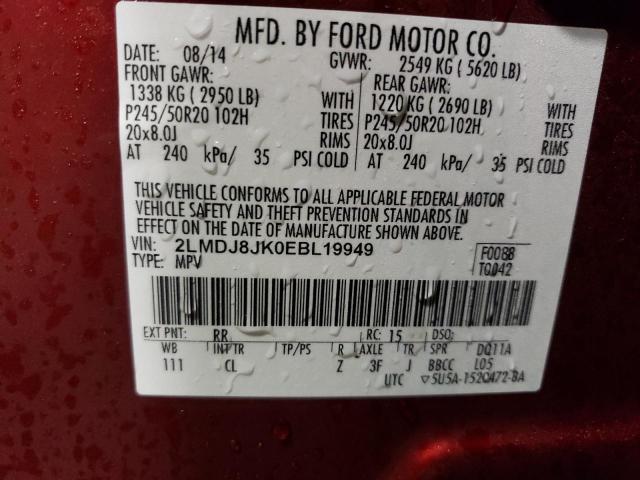 MFD. BY FORD MOTOR CO.
DATE: 08/14 GVWR: 2549 KG ( 5620 LB)
FRONT GAWR: REAR GAWR:
1338 KG ( 2950 LB) WITH 1220 KG ( 2690 LB) WITH
P245/50R20 102H TIRES P245/50R20 102H TIRES
20x8.0J RIMS 20x8.0J RIMS
AT 240 kPa/ 35 PSI COLD AT 240 kPa/ 35 PSI COLD
THIS VEHICLE CONFORMS TO ALL APPLICABLE FEDERAL MOTOR
VEHICLE SAFETY AND THEFT PREVENTION STANDARDS IN
EFFECT ON THE DATE OF MANUFACTURE SHOWN ABOVE.
VIN: 2LMDJ8JK0EBL19949 F0088
TYPE: MPV T0042
EXT PNT: RR RC: 15 DSO:
WB INT TR TP/PS R AXLE TR SPR DQ11A
111 CL Z 3F J BBCC L05
UTC ▽5U5A-1520472-BA